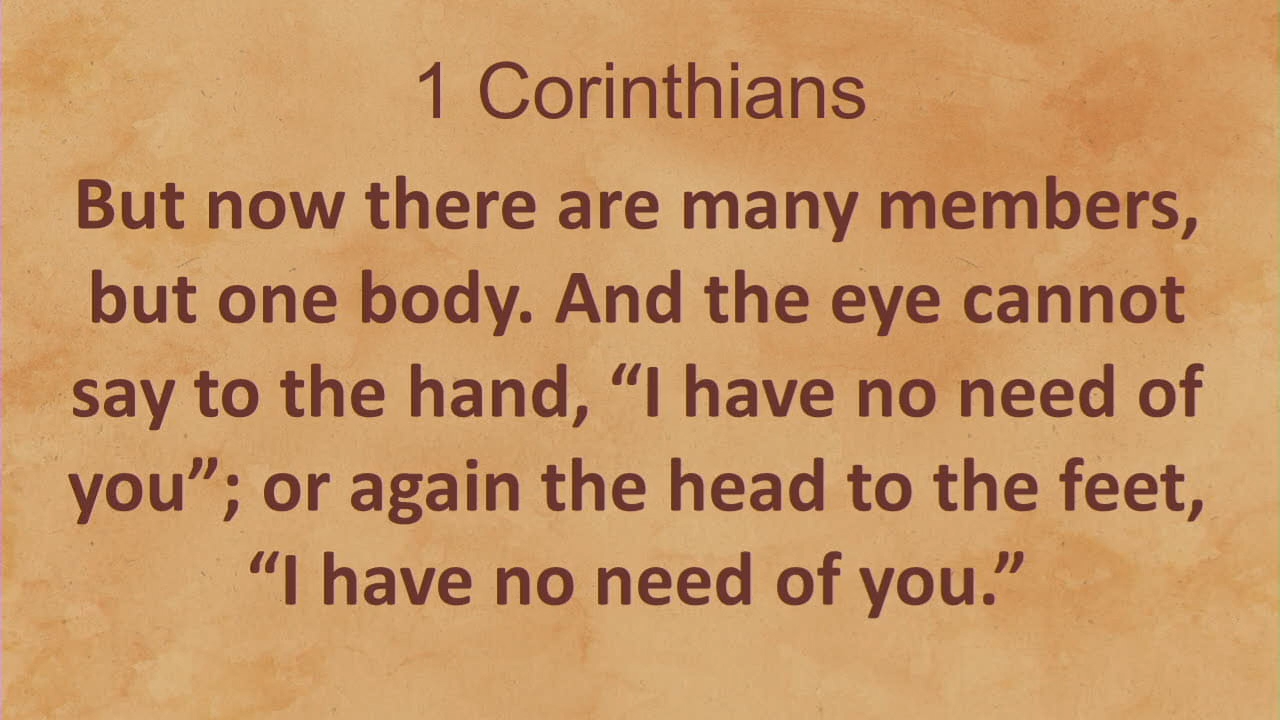 1 Corinthians
But now there are many members,
but one body. And the eye cannot
say to the hand, “I have no need of
you”; or again the head to the feet,
“I have no need of you.”